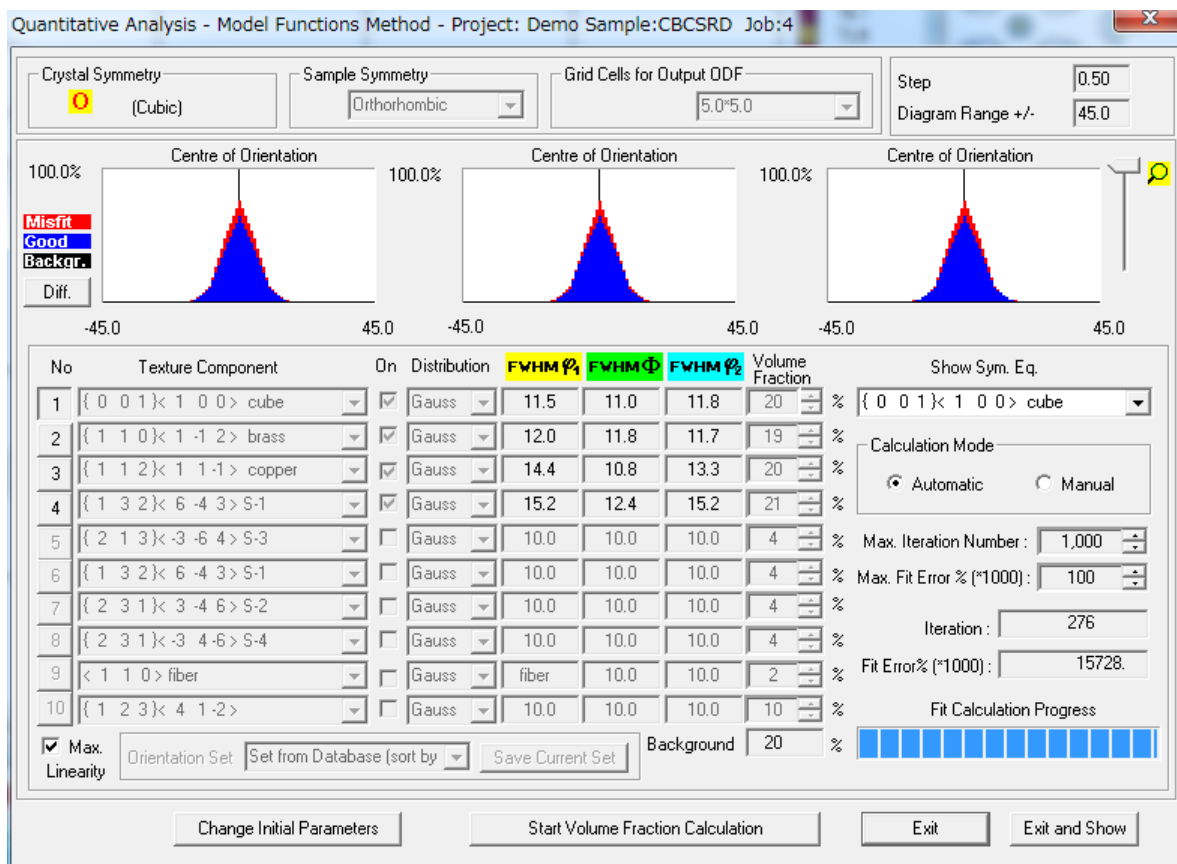 Quantitative Analysis - Model Functions Method - Project: Demo Sample:CBCSRD Job:4
X
Crystal Symmetry
O (Cubic)
Sample Symmetry
Orthorhombic
Grid Cells for Output ODF
5.0*5.0
Step 0.50
Diagram Range +/- 45.0
Centre of Orientation Centre of Orientation Centre of Orientation
100.0% 100.0% 100.0%
Misfit
Good
Backgr.
Diff.
-45.0 45.0 -45.0 45.0 -45.0 45.0
No Texture Component On Distribution FWHM φ1 FWHM Φ FWHM φ2 Volume Fraction
1 { 0 0 1}< 1 0 0> cube Gauss 11.5 11.0 11.8 20 %
2 { 1 1 0}< 1 -1 2> brass Gauss 12.0 11.8 11.7 19 %
3 { 1 1 2}< 1 1 -1> copper Gauss 14.4 10.8 13.3 20 %
4 { 1 3 2}< 6 -4 3> S-1 Gauss 15.2 12.4 15.2 21 %
5 { 2 1 3}< -3 -6 4> S-3 Gauss 10.0 10.0 10.0 4 %
6 { 1 3 2}< 6 -4 3> S-1 Gauss 10.0 10.0 10.0 4 %
7 { 2 3 1}< 3 -4 6> S-2 Gauss 10.0 10.0 10.0 4 %
8 { 2 3 1}< -3 4 -6> S-4 Gauss 10.0 10.0 10.0 4 %
9 < 1 1 0> fiber Gauss fiber 10.0 10.0 2 %
10 { 1 2 3}< 4 1 -2> Gauss 10.0 10.0 10.0 10 %
Show Sym. Eq.
{ 0 0 1}< 1 0 0> cube
Calculation Mode
Automatic Manual
Max. Iteration Number : 1,000
Max. Fit Error % (*1000) : 100
Iteration : 276
Fit Error% (*1000) : 15728.
Fit Calculation Progress
Max. Linearity
Orientation Set Set from Database (sort by Save Current Set
Background 20 %
Change Initial Parameters Start Volume Fraction Calculation Exit Exit and Show